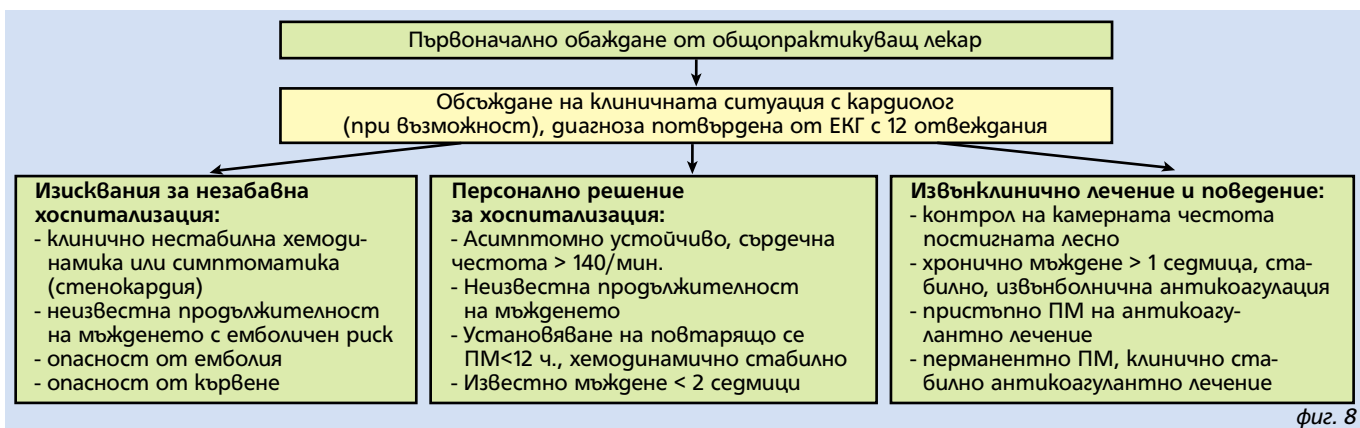 Първоначално обаждане от общопрактикуващ лекар
Обсъждане на клиничната ситуация с кардиолог
(при възможност), диагноза потвърдена от ЕКГ с 12 отвеждания
Изисквания за незабавна
хоспитализация:
- клинично нестабилна хемоди-
намика или симптоматика
(стенокардия)
- неизвестна продължителност
на мъжденето с емболичен риск
- опасност от емболия
- опасност от кървене
Персонално решение
за хоспитализация:
- Асимптомно устойчиво, сърдечна
честота > 140/мин.
- Неизвестна продължителност
на мъжденето
- Установяване на повтарящо се
ПМ<12 ч., хемодинамично стабилно
- Известно мъждене < 2 седмици
Извънклинично лечение и поведение:
- контрол на камерната честота
постигната лесно
- хронично мъждене > 1 седмица, ста-
билно, извънболнична антикоагулация
- пристъпно ПМ на антикоагу-
лантно лечение
- перманентно ПМ, клинично ста-
билно антикоагулантно лечение
фиг. 8